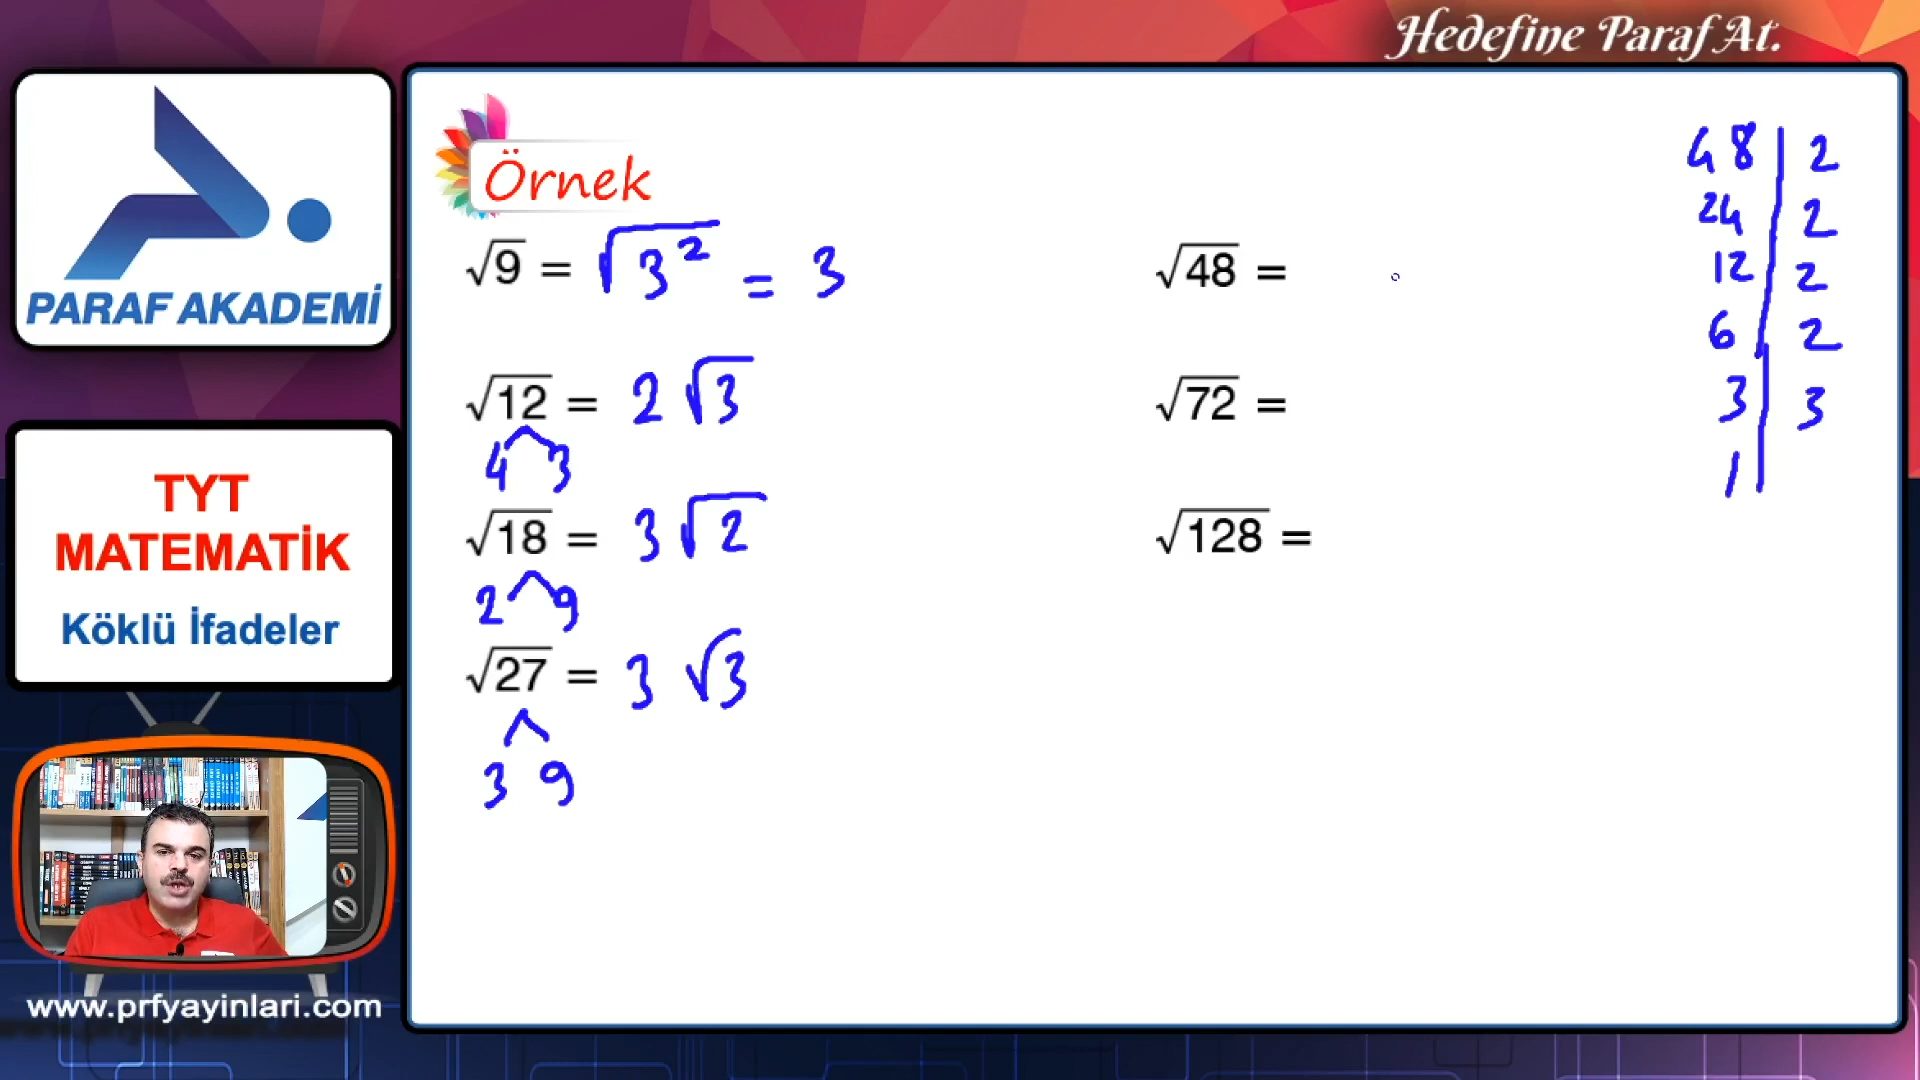 Hedefine Paraf At.
PARAF AKADEMİ
TYT
MATEMATİK
Köklü İfadeler
www.prfyayinlari.com
Örnek
√9 = √3² = 3
√12 = 2 √3
4 3
√18 = 3 √2
2 9
√27 = 3 √3
3 9
√48 =
√72 =
√128 =
48 | 2
24 | 2
12 | 2
6 | 2
3 | 3
1 |